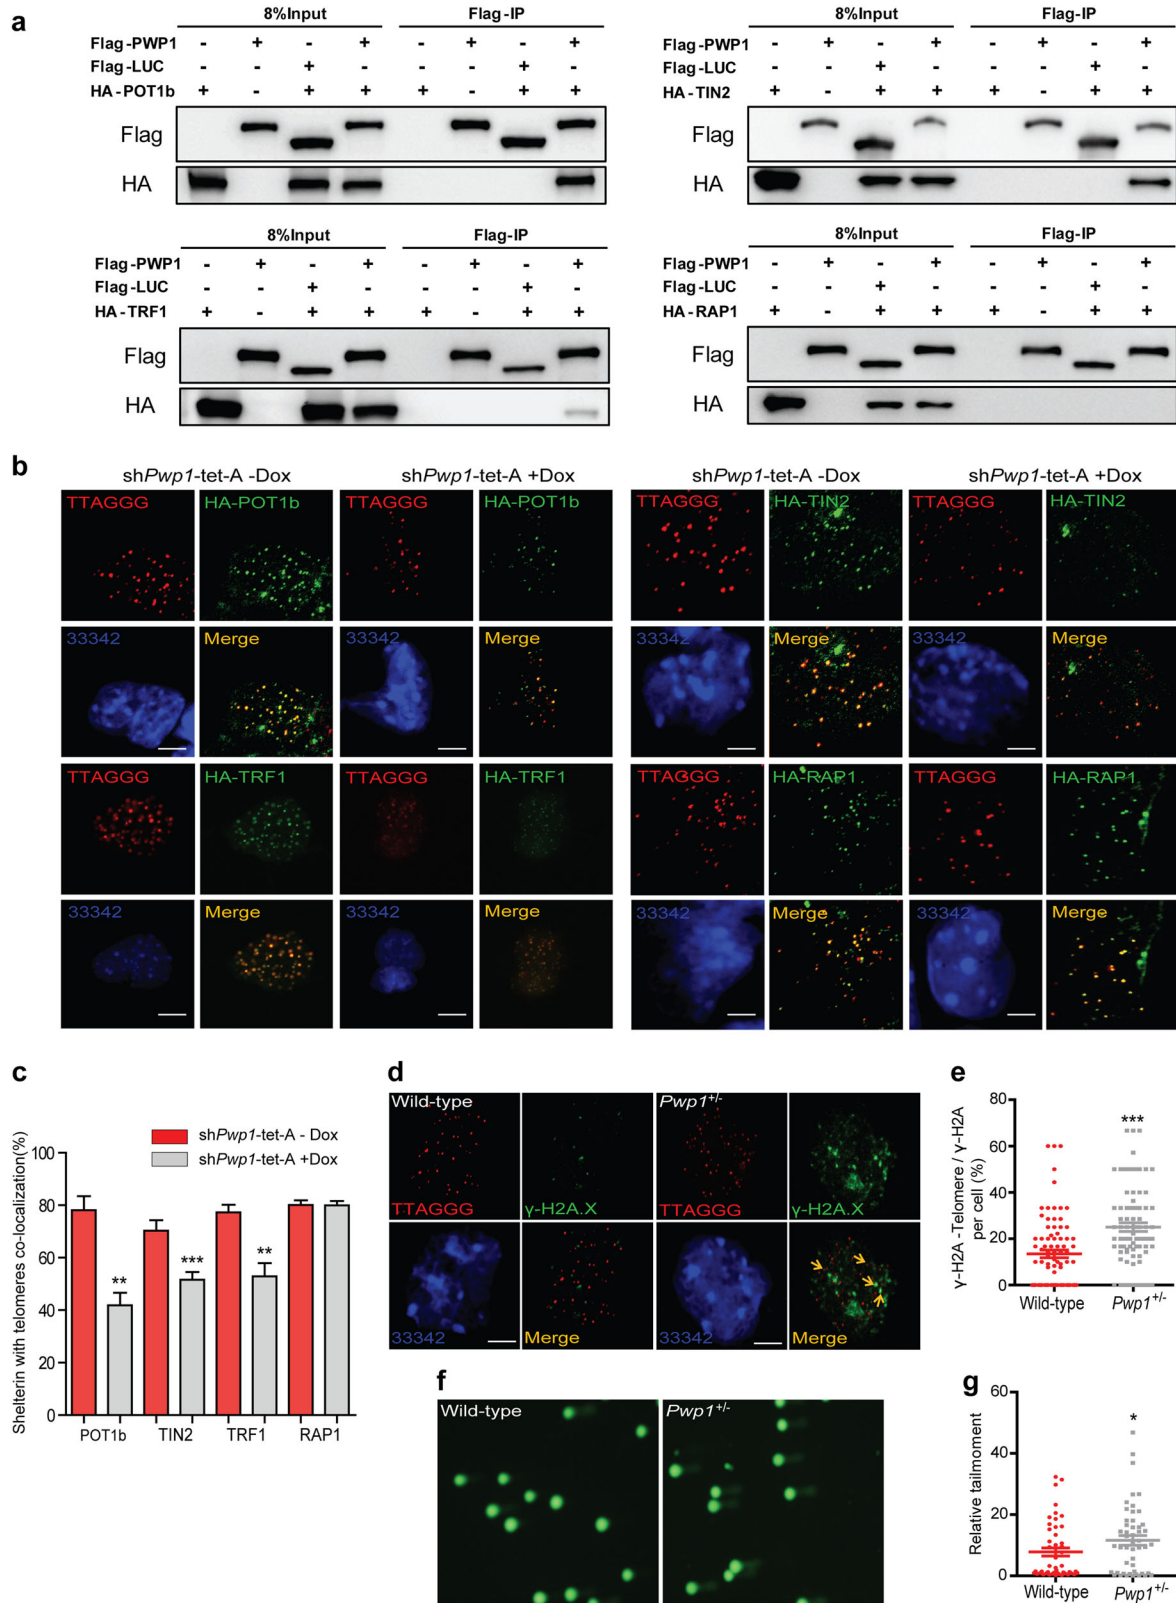 a
8%Input Flag-IP
Flag-PWP1 - + - + - + - +
Flag-LUC - - + - - - + -
HA-POT1b + - + + + - + +
Flag
HA
8%Input Flag-IP
Flag-PWP1 - + - + - + - +
Flag-LUC - - + - - - + -
HA-TIN2 + - + + + - + +
Flag
HA
8%Input Flag-IP
Flag-PWP1 - + - + - + - +
Flag-LUC - - + - - - + -
HA-TRF1 + - + + + - + +
Flag
HA
8%Input Flag-IP
Flag-PWP1 - + - + - + - +
Flag-LUC - - + - - - + -
HA-RAP1 + - + + + - + +
Flag
HA
b
shPwp1-tet-A -Dox shPwp1-tet-A +Dox shPwp1-tet-A -Dox shPwp1-tet-A +Dox
TTAGGG HA-POT1b TTAGGG HA-POT1b TTAGGG HA-TIN2 TTAGGG HA-TIN2
33342 Merge 33342 Merge 33342 Merge 33342 Merge
TTAGGG HA-TRF1 TTAGGG HA-TRF1 TTAGGG HA-RAP1 TTAGGG HA-RAP1
33342 Merge 33342 Merge 33342 Merge 33342 Merge
c
Shelterin with telomeres co-localization(%)
shPwp1-tet-A - Dox
shPwp1-tet-A +Dox
100
80
60
40
20
0
** *** **
POT1b TIN2 TRF1 RAP1
d
Wild-type Pwp1+/-
TTAGGG γ-H2A.X TTAGGG γ-H2A.X
33342 Merge 33342 Merge
e
γ-H2A -Telomere / γ-H2A
per cell (%)
80
60
40
20
0
***
Wild-type Pwp1+/-
f
Wild-type Pwp1+/-
g
Relative tailmoment
60
40
20
0
*
Wild-type Pwp1+/-